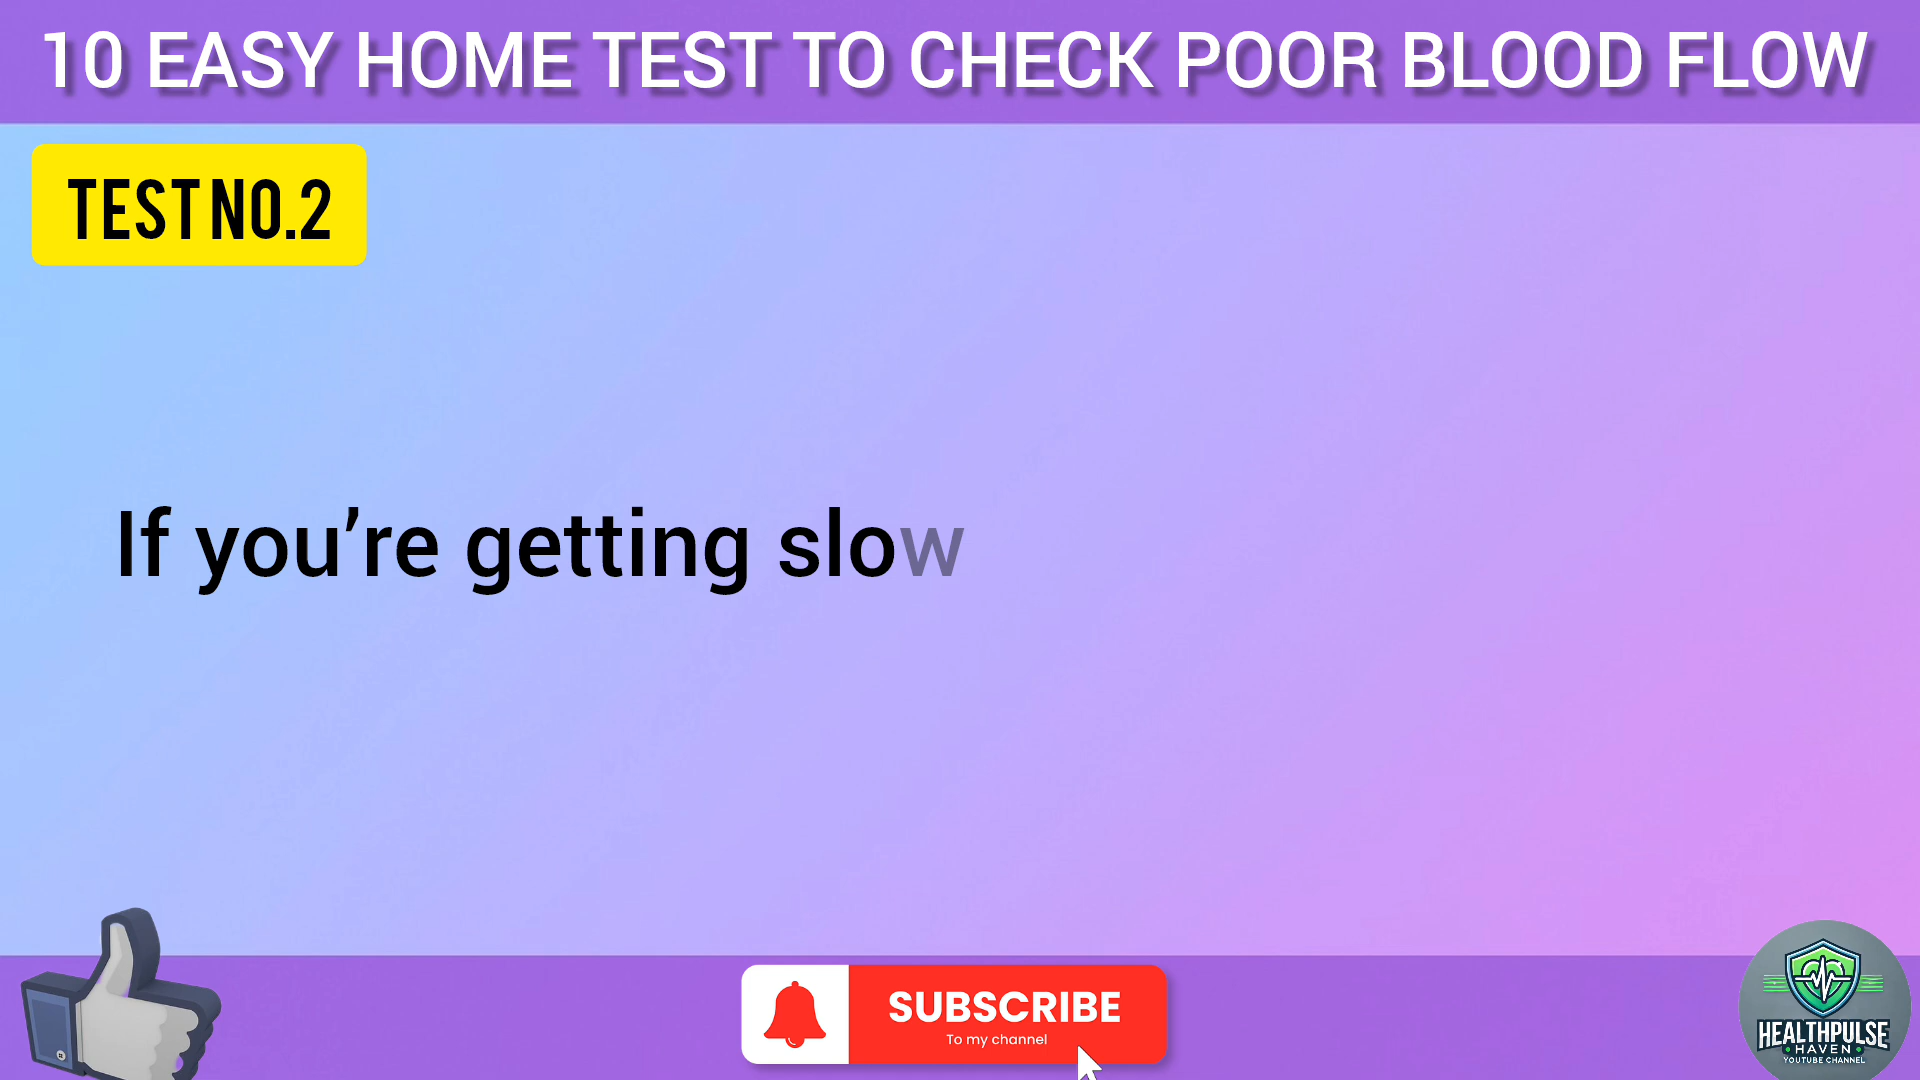 10 EASY HOME TEST TO CHECK POOR BLOOD FLOW
TEST NO.2
If you’re getting slow
SUBSCRIBE
To my channel
HEALTHPULSE
HAVEN
YOUTUBE CHANNEL